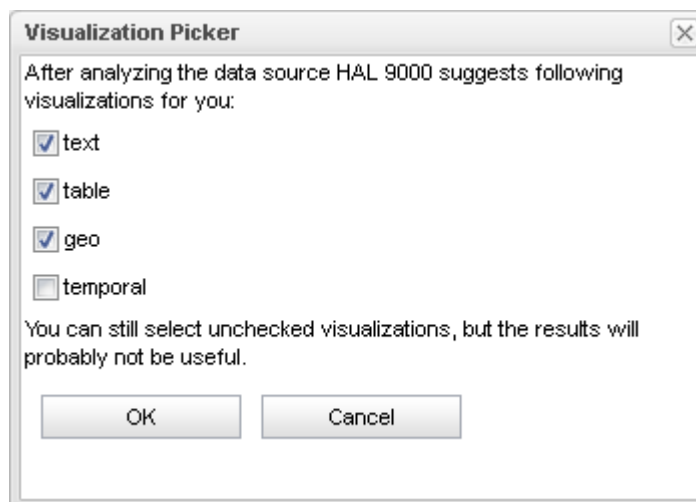 Visualization Picker
After analyzing the data source HAL 9000 suggests following
visualizations for you:
text
table
geo
temporal
You can still select unchecked visualizations, but the results will
probably not be useful.
OK
Cancel